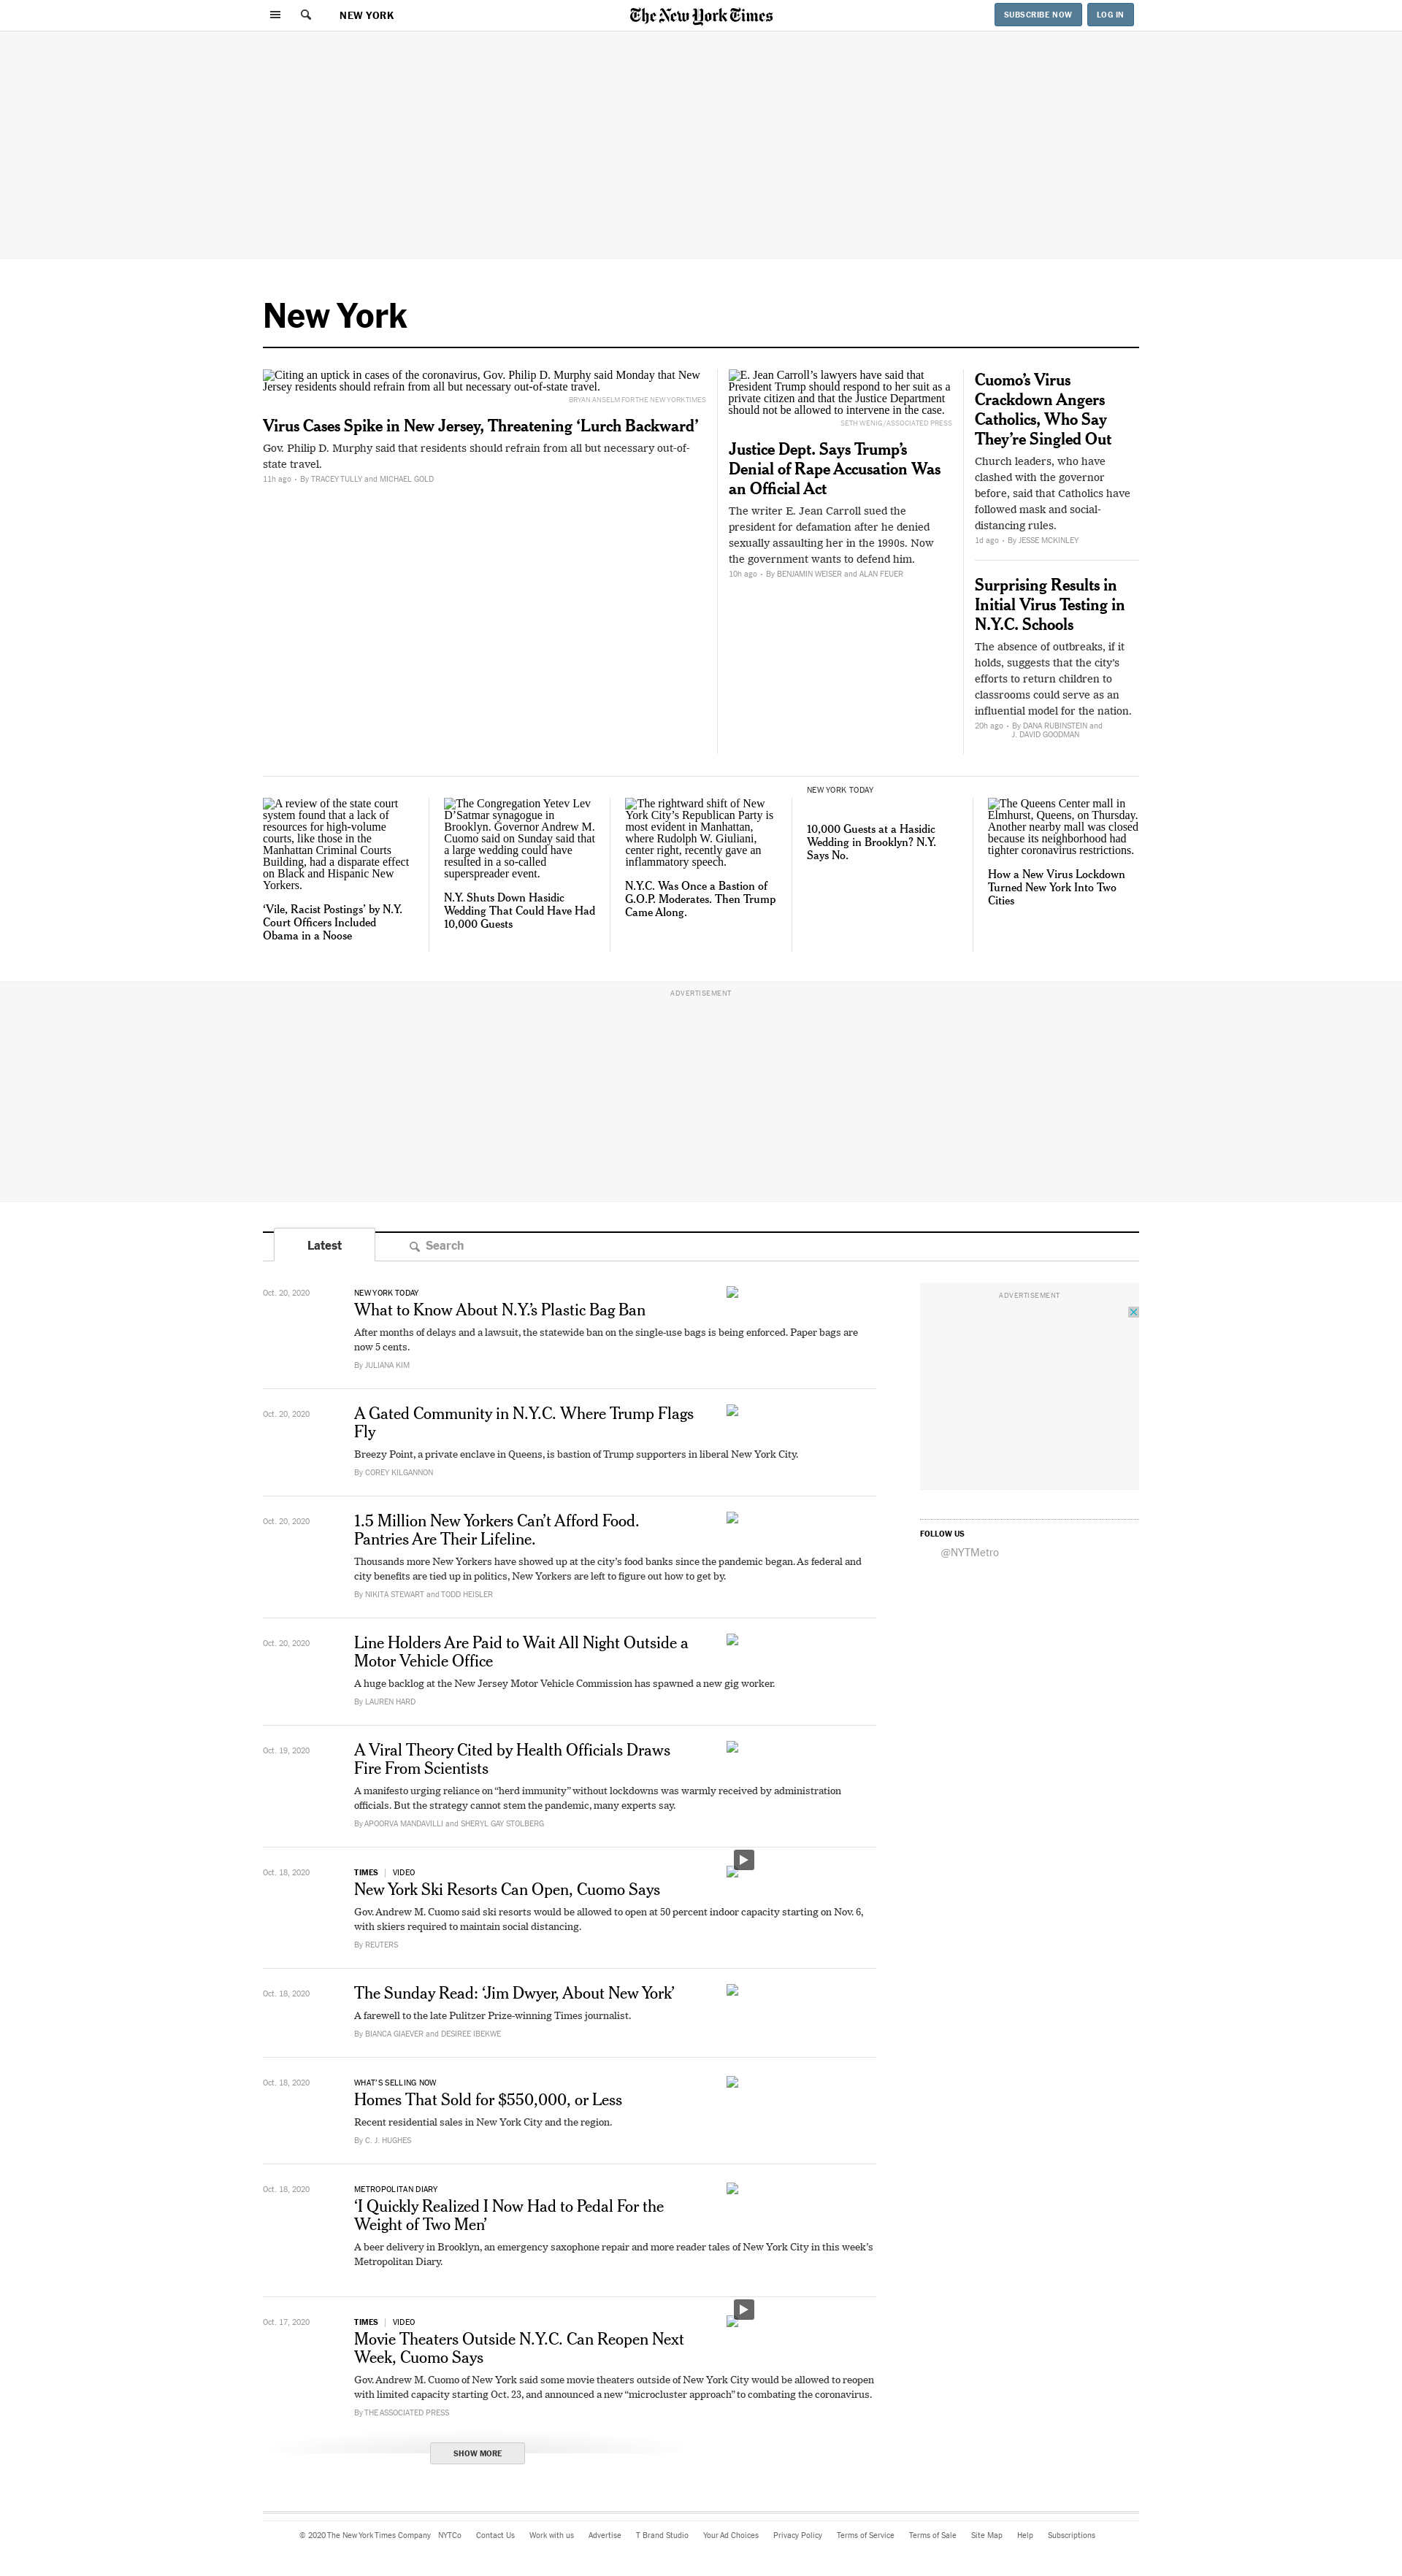 NEW YORK
The New York Times
SUBSCRIBE NOW
LOG IN
New York
Citing an uptick in cases of the coronavirus, Gov. Philip D. Murphy said Monday that New
Jersey residents should refrain from all but necessary out-of-state travel.
BRYAN ANSELM FOR THE NEW YORK TIMES
Virus Cases Spike in New Jersey, Threatening ‘Lurch Backward’
Gov. Philip D. Murphy said that residents should refrain from all but necessary out-of-
state travel.
11h ago • By TRACEY TULLY and MICHAEL GOLD
E. Jean Carroll’s lawyers have said that
President Trump should respond to her suit as a
private citizen and that the Justice Department
should not be allowed to intervene in the case.
SETH WENIG/ASSOCIATED PRESS
Justice Dept. Says Trump’s
Denial of Rape Accusation Was
an Official Act
The writer E. Jean Carroll sued the
president for defamation after he denied
sexually assaulting her in the 1990s. Now
the government wants to defend him.
10h ago • By BENJAMIN WEISER and ALAN FEUER
Cuomo’s Virus
Crackdown Angers
Catholics, Who Say
They’re Singled Out
Church leaders, who have
clashed with the governor
before, said that Catholics have
followed mask and social-
distancing rules.
1d ago • By JESSE MCKINLEY
Surprising Results in
Initial Virus Testing in
N.Y.C. Schools
The absence of outbreaks, if it
holds, suggests that the city’s
efforts to return children to
classrooms could serve as an
influential model for the nation.
20h ago • By DANA RUBINSTEIN and
J. DAVID GOODMAN
A review of the state court
system found that a lack of
resources for high-volume
courts, like those in the
Manhattan Criminal Courts
Building, had a disparate effect
on Black and Hispanic New
Yorkers.
‘Vile, Racist Postings’ by N.Y.
Court Officers Included
Obama in a Noose
The Congregation Yetev Lev
D’Satmar synagogue in
Brooklyn. Governor Andrew M.
Cuomo said on Sunday said that
a large wedding could have
resulted in a so-called
superspreader event.
N.Y. Shuts Down Hasidic
Wedding That Could Have Had
10,000 Guests
The rightward shift of New
York City’s Republican Party is
most evident in Manhattan,
where Rudolph W. Giuliani,
center right, recently gave an
inflammatory speech.
N.Y.C. Was Once a Bastion of
G.O.P. Moderates. Then Trump
Came Along.
NEW YORK TODAY
10,000 Guests at a Hasidic
Wedding in Brooklyn? N.Y.
Says No.
The Queens Center mall in
Elmhurst, Queens, on Thursday.
Another nearby mall was closed
because its neighborhood had
tighter coronavirus restrictions.
How a New Virus Lockdown
Turned New York Into Two
Cities
ADVERTISEMENT
Latest
Search
Oct. 20, 2020
NEW YORK TODAY
What to Know About N.Y.’s Plastic Bag Ban
After months of delays and a lawsuit, the statewide ban on the single-use bags is being enforced. Paper bags are
now 5 cents.
By JULIANA KIM
ADVERTISEMENT
Oct. 20, 2020
A Gated Community in N.Y.C. Where Trump Flags
Fly
Breezy Point, a private enclave in Queens, is bastion of Trump supporters in liberal New York City.
By COREY KILGANNON
Oct. 20, 2020
1.5 Million New Yorkers Can’t Afford Food.
Pantries Are Their Lifeline.
Thousands more New Yorkers have showed up at the city’s food banks since the pandemic began. As federal and
city benefits are tied up in politics, New Yorkers are left to figure out how to get by.
By NIKITA STEWART and TODD HEISLER
FOLLOW US
@NYTMetro
Oct. 20, 2020
Line Holders Are Paid to Wait All Night Outside a
Motor Vehicle Office
A huge backlog at the New Jersey Motor Vehicle Commission has spawned a new gig worker.
By LAUREN HARD
Oct. 19, 2020
A Viral Theory Cited by Health Officials Draws
Fire From Scientists
A manifesto urging reliance on “herd immunity” without lockdowns was warmly received by administration
officials. But the strategy cannot stem the pandemic, many experts say.
By APOORVA MANDAVILLI and SHERYL GAY STOLBERG
Oct. 18, 2020
TIMES | VIDEO
New York Ski Resorts Can Open, Cuomo Says
Gov. Andrew M. Cuomo said ski resorts would be allowed to open at 50 percent indoor capacity starting on Nov. 6,
with skiers required to maintain social distancing.
By REUTERS
Oct. 18, 2020
The Sunday Read: ‘Jim Dwyer, About New York’
A farewell to the late Pulitzer Prize-winning Times journalist.
By BIANCA GIAEVER and DESIREE IBEKWE
Oct. 18, 2020
WHAT’S SELLING NOW
Homes That Sold for $550,000, or Less
Recent residential sales in New York City and the region.
By C. J. HUGHES
Oct. 18, 2020
METROPOLITAN DIARY
‘I Quickly Realized I Now Had to Pedal For the
Weight of Two Men’
A beer delivery in Brooklyn, an emergency saxophone repair and more reader tales of New York City in this week’s
Metropolitan Diary.
Oct. 17, 2020
TIMES | VIDEO
Movie Theaters Outside N.Y.C. Can Reopen Next
Week, Cuomo Says
Gov. Andrew M. Cuomo of New York said some movie theaters outside of New York City would be allowed to reopen
with limited capacity starting Oct. 23, and announced a new “microcluster approach” to combating the coronavirus.
By THE ASSOCIATED PRESS
SHOW MORE
© 2020 The New York Times Company NYTCo Contact Us Work with us Advertise T Brand Studio Your Ad Choices Privacy Policy Terms of Service Terms of Sale Site Map Help Subscriptions